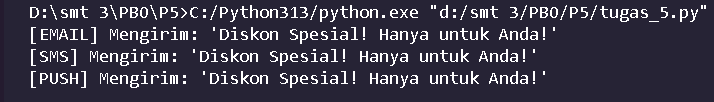 D:\smt 3\PBO\P5>C:/Python313/python.exe "d:/smt 3/PBO/P5/tugas_5.py"
[EMAIL] Mengirim: 'Diskon Spesial! Hanya untuk Anda!'
[SMS] Mengirim: 'Diskon Spesial! Hanya untuk Anda!'
[PUSH] Mengirim: 'Diskon Spesial! Hanya untuk Anda!'